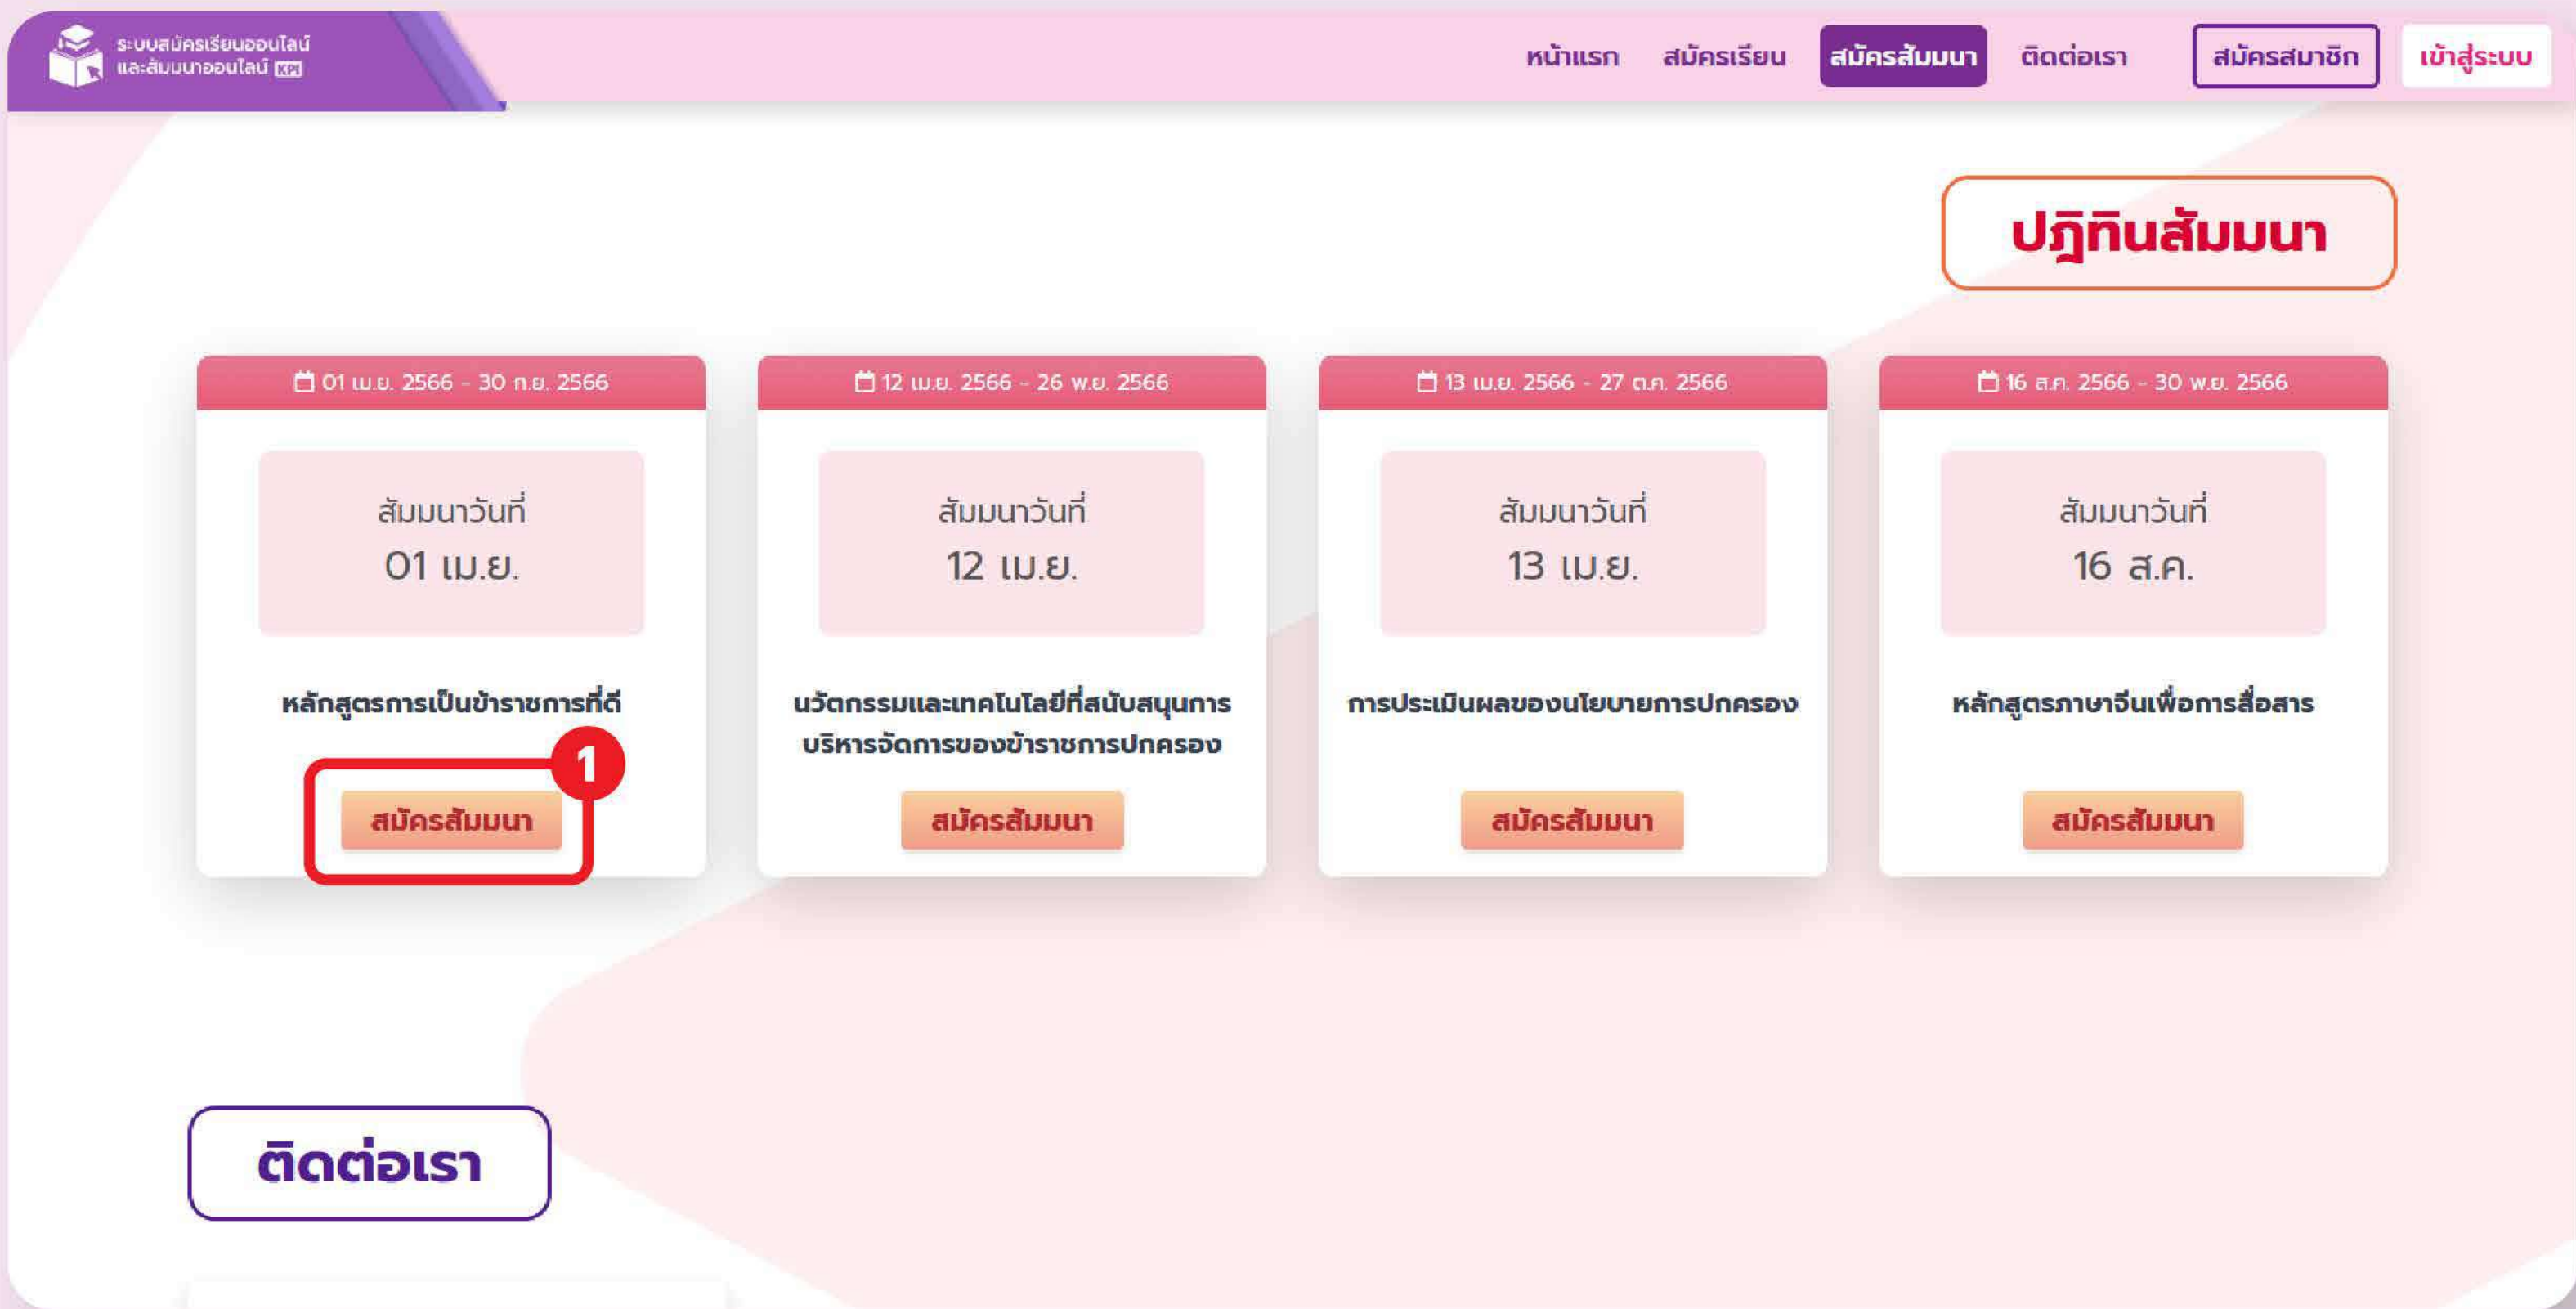 ระบบสมัครเรียนออนไลน์
และสัมมนาออนไลน์ KPI
หน้าแรก สมัครเรียน สมัครสัมมนา ติดต่อเรา สมัครสมาชิก เข้าสู่ระบบ
ปฏิทินสัมมนา
01 เม.ย. 2566 - 30 ก.ย. 2566
สัมมนาวันที่
01 เม.ย.
หลักสูตรการเป็นข้าราชการที่ดี
1
สมัครสัมมนา
12 เม.ย. 2566 - 26 พ.ย. 2566
สัมมนาวันที่
12 เม.ย.
นวัตกรรมและเทคโนโลยีที่สนับสนุนการ
บริหารจัดการของข้าราชการปกครอง
สมัครสัมมนา
13 เม.ย. 2566 - 27 ต.ค. 2566
สัมมนาวันที่
13 เม.ย.
การประเมินผลของนโยบายการปกครอง
สมัครสัมมนา
16 ส.ค. 2566 - 30 พ.ย. 2566
สัมมนาวันที่
16 ส.ค.
หลักสูตรภาษาจีนเพื่อการสื่อสาร
สมัครสัมมนา
ติดต่อเรา